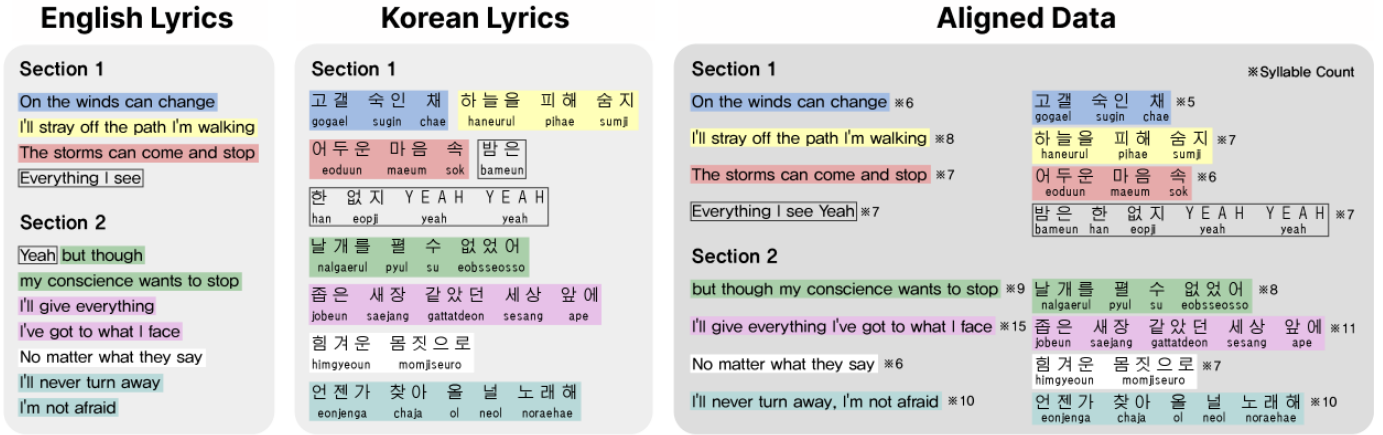 English Lyrics
Section 1
On the winds can change
I'll stray off the path I'm walking
The storms can come and stop
Everything I see
Section 2
Yeah but though
my conscience wants to stop
I'll give everything
I've got to what I face
No matter what they say
I'll never turn away
I'm not afraid
Korean Lyrics
Section 1
고갤 숙인 채 하늘을 피해 숨지
gogael sugin chae haneurul pihae sumji
어두운 마음 속 밤은
eoduun maeum sok bameun
한 없지 YEAH YEAH
han eopji yeah yeah
날개를 펼 수 없었어
nalgaerul pyul su eobsseosso
좁은 새장 같았던 세상 앞에
jobeun saejang gattatdeon sesang ape
힘겨운 몸짓으로
himgyeoun momjiseuro
언젠가 찾아 올 널 노래해
eonjenga chaja ol neol noraehae
Aligned Data
Section 1
※Syllable Count
On the winds can change ※6 고갤 숙인 채 ※5
gogael sugin chae
I'll stray off the path I'm walking ※8 하늘을 피해 숨지 ※7
haneurul pihae sumji
The storms can come and stop ※7 어두운 마음 속 ※6
eoduun maeum sok
Everything I see Yeah ※7 밤은 한 없지 YEAH YEAH ※7
bameun han eopji yeah yeah
Section 2
but though my conscience wants to stop ※9 날개를 펼 수 없었어 ※8
nalgaerul pyul su eobsseosso
I'll give everything I've got to what I face ※15 좁은 새장 같았던 세상 앞에 ※11
jobeun saejang gattatdeon sesang ape
No matter what they say ※6 힘겨운 몸짓으로 ※7
himgyeoun momjiseuro
I'll never turn away, I'm not afraid ※10 언젠가 찾아 올 널 노래해 ※10
eonjenga chaja ol neol noraehae